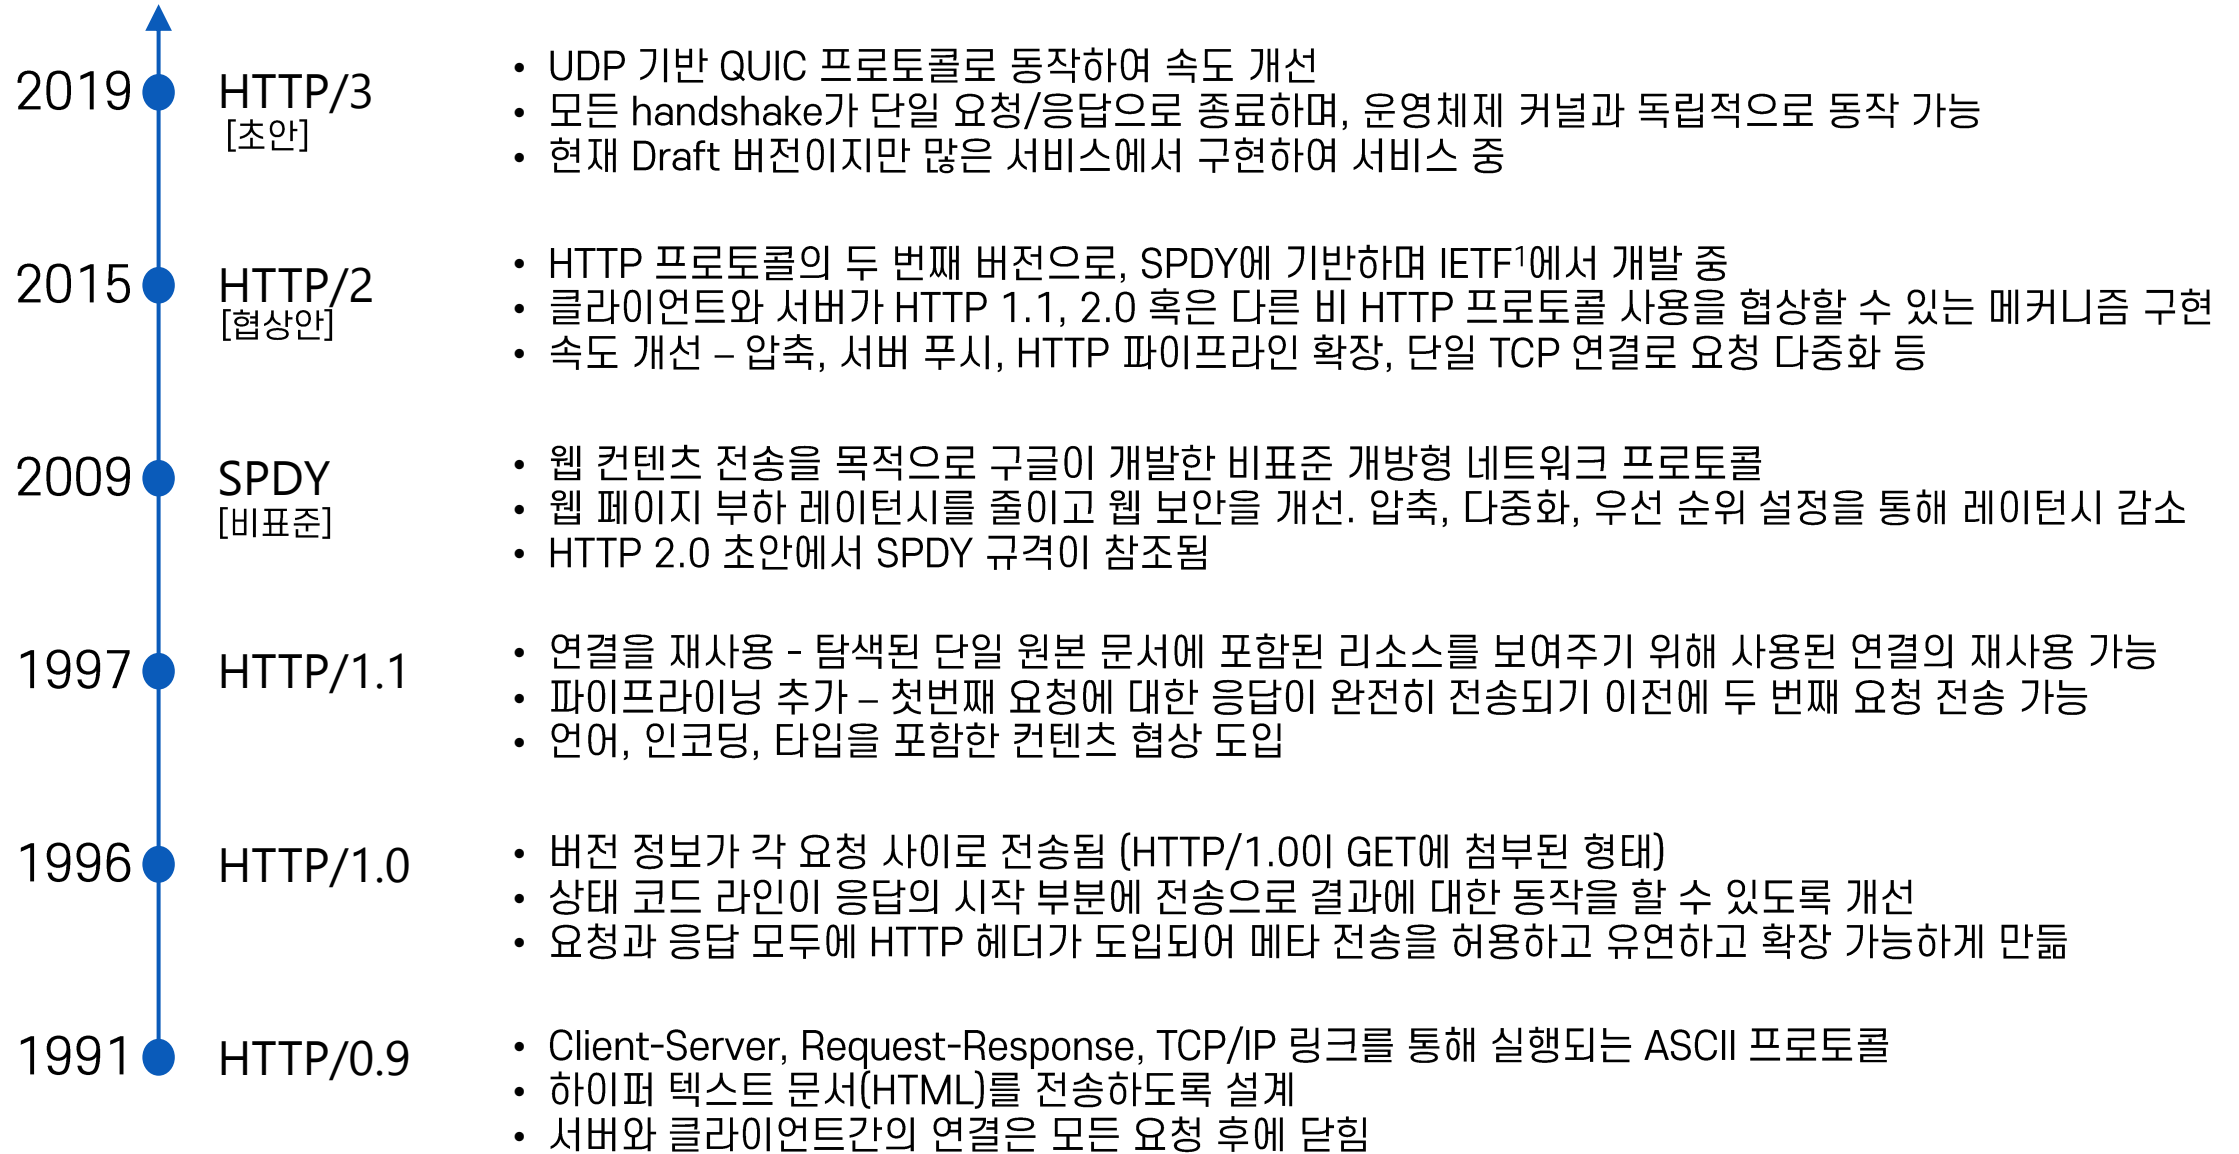 2019
HTTP/3
[초안]
• UDP 기반 QUIC 프로토콜로 동작하여 속도 개선
• 모든 handshake가 단일 요청/응답으로 종료하며, 운영체제 커널과 독립적으로 동작 가능
• 현재 Draft 버전이지만 많은 서비스에서 구현하여 서비스 중
2015
HTTP/2
[협상안]
• HTTP 프로토콜의 두 번째 버전으로, SPDY에 기반하며 IETF¹에서 개발 중
• 클라이언트와 서버가 HTTP 1.1, 2.0 혹은 다른 비 HTTP 프로토콜 사용을 협상할 수 있는 메커니즘 구현
• 속도 개선 – 압축, 서버 푸시, HTTP 파이프라인 확장, 단일 TCP 연결로 요청 다중화 등
2009
SPDY
[비표준]
• 웹 컨텐츠 전송을 목적으로 구글이 개발한 비표준 개방형 네트워크 프로토콜
• 웹 페이지 부하 레이턴시를 줄이고 웹 보안을 개선. 압축, 다중화, 우선 순위 설정을 통해 레이턴시 감소
• HTTP 2.0 초안에서 SPDY 규격이 참조됨
1997
HTTP/1.1
• 연결을 재사용 - 탐색된 단일 원본 문서에 포함된 리소스를 보여주기 위해 사용된 연결의 재사용 가능
• 파이프라이닝 추가 – 첫번째 요청에 대한 응답이 완전히 전송되기 이전에 두 번째 요청 전송 가능
• 언어, 인코딩, 타입을 포함한 컨텐츠 협상 도입
1996
HTTP/1.0
• 버전 정보가 각 요청 사이로 전송됨 (HTTP/1.0이 GET에 첨부된 형태)
• 상태 코드 라인이 응답의 시작 부분에 전송으로 결과에 대한 동작을 할 수 있도록 개선
• 요청과 응답 모두에 HTTP 헤더가 도입되어 메타 전송을 허용하고 유연하고 확장 가능하게 만듦
1991
HTTP/0.9
• Client-Server, Request-Response, TCP/IP 링크를 통해 실행되는 ASCII 프로토콜
• 하이퍼 텍스트 문서(HTML)를 전송하도록 설계
• 서버와 클라이언트간의 연결은 모든 요청 후에 닫힘